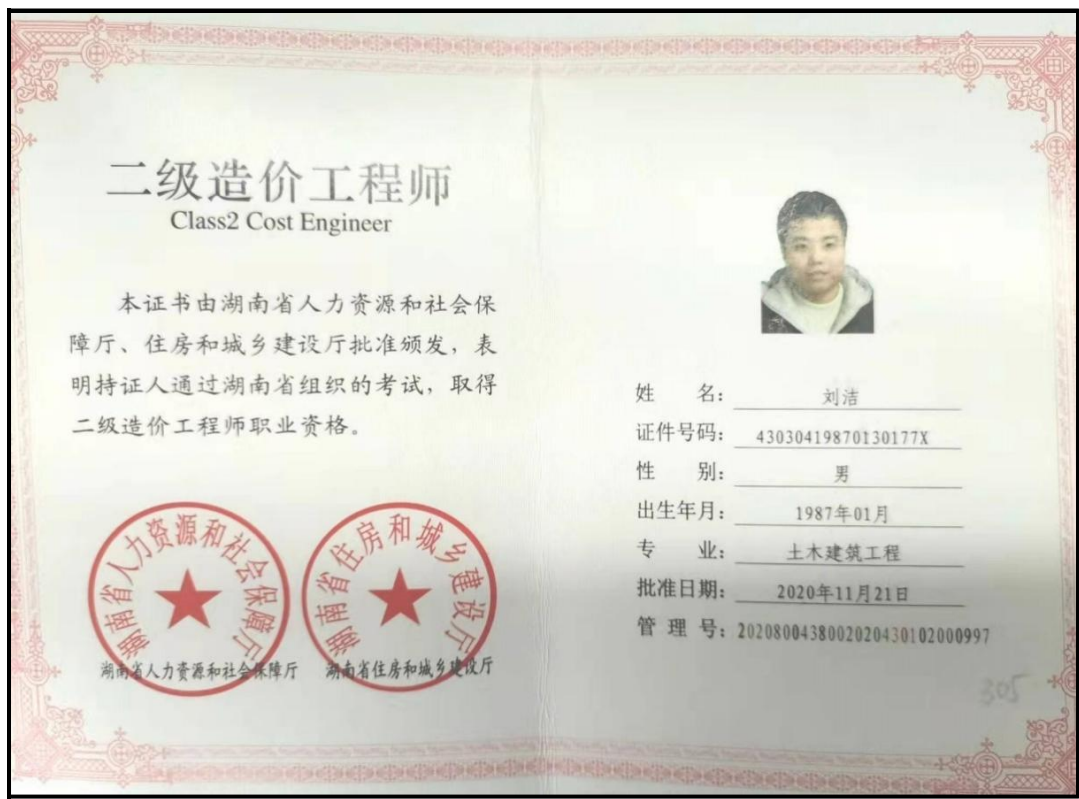 二级造价工程师
Class2 Cost Engineer
本证书由湖南省人力资源和社会保
障厅、住房和城乡建设厅批准颁发，表
明持证人通过湖南省组织的考试，取得
二级造价工程师职业资格。
湖南省人力资源和社会保障厅
湖南省人力资源和社会保障厅
湖南省住房和城乡建设厅
湖南省住房和城乡建设厅
姓 名：刘洁
证件号码：43030419870130177X
性 别：男
出生年月：1987年01月
专 业：土木建筑工程
批准日期：2020年11月21日
管 理 号：2020800438002020430102000997
305